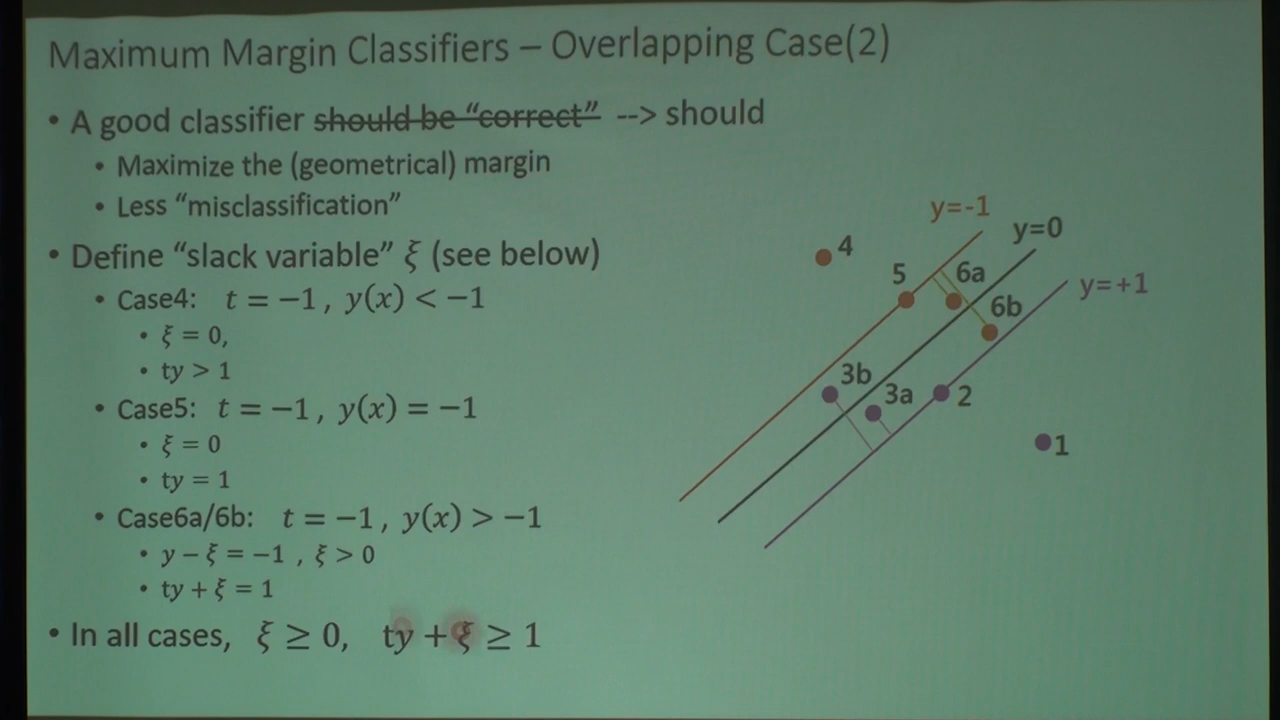 Maximum Margin Classifiers – Overlapping Case(2)
• A good classifier should be “correct” --> should
• Maximize the (geometrical) margin
• Less “misclassification”
• Define “slack variable” ξ (see below)
• Case4: t = −1 , y(x) < −1
• ξ = 0,
• ty > 1
• Case5: t = −1 , y(x) = −1
• ξ = 0
• ty = 1
• Case6a/6b: t = −1 , y(x) > −1
• y − ξ = −1 , ξ > 0
• ty + ξ = 1
• In all cases, ξ ≥ 0, ty + ξ ≥ 1
y=-1
y=0
4
5
6a
y=+1
6b
3b
3a
2
1